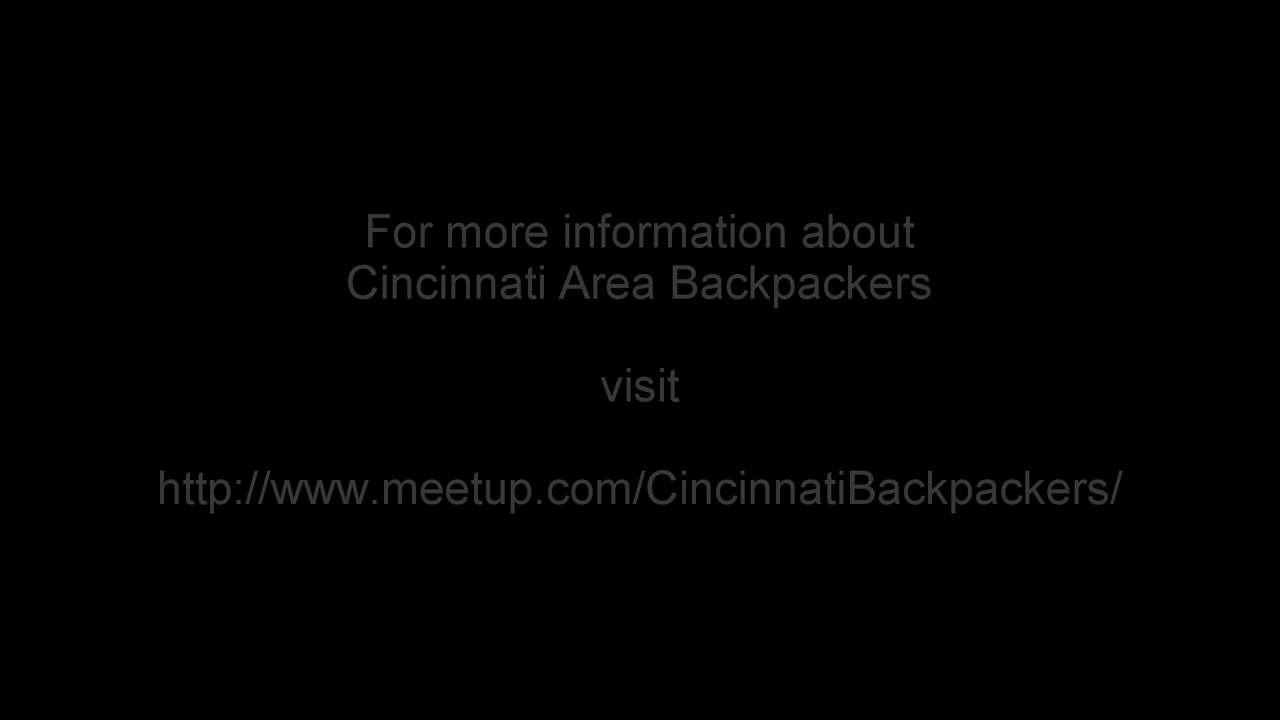 For more information about
Cincinnati Area Backpackers
visit
http://www.meetup.com/CincinnatiBackpackers/